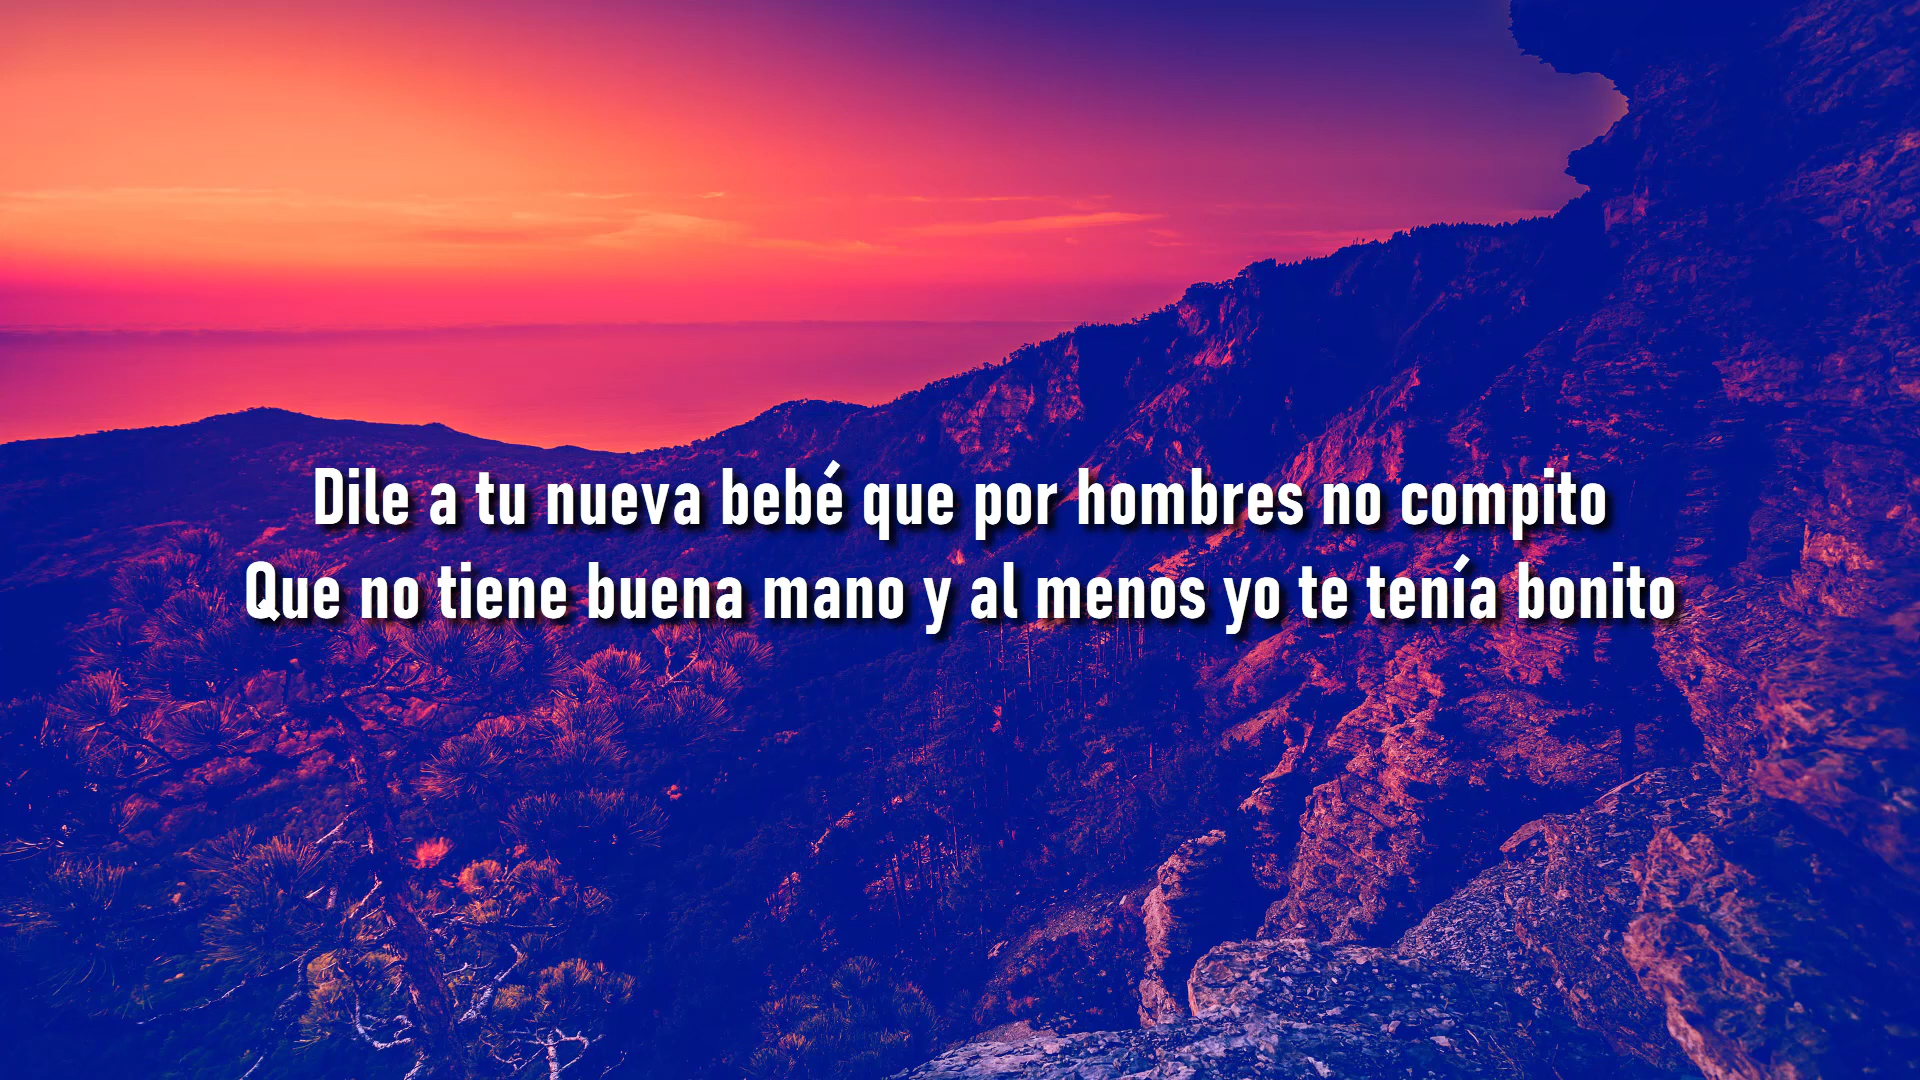 Dile a tu nueva bebé que por hombres no compito
Que no tiene buena mano y al menos yo te tenía bonito